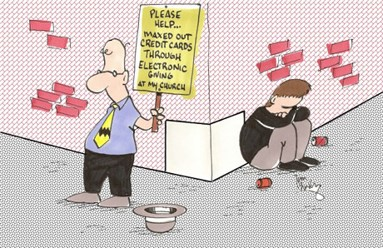 PLEASE
HELP...
MAXED OUT
CREDIT CARDS
THROUGH
ELECTRONIC
GIVING
AT MY CHURCH